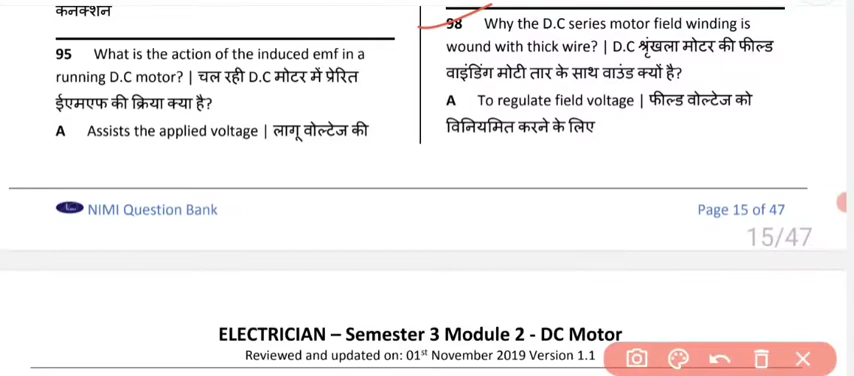 कनेक्शन
95 What is the action of the induced emf in a
running D.C motor? | चल रही D.C मोटर में प्रेरित
ईएमएफ की क्रिया क्या है?
A Assists the applied voltage | लागू वोल्टेज की
98 Why the D.C series motor field winding is
wound with thick wire? | D.C श्रृंखला मोटर की फील्ड
वाइंडिंग मोटी तार के साथ वाउंड क्यों है?
A To regulate field voltage | फील्ड वोल्टेज को
विनियमित करने के लिए
NIMI Question Bank
Page 15 of 47
15/47
ELECTRICIAN – Semester 3 Module 2 - DC Motor
Reviewed and updated on: 01st November 2019 Version 1.1